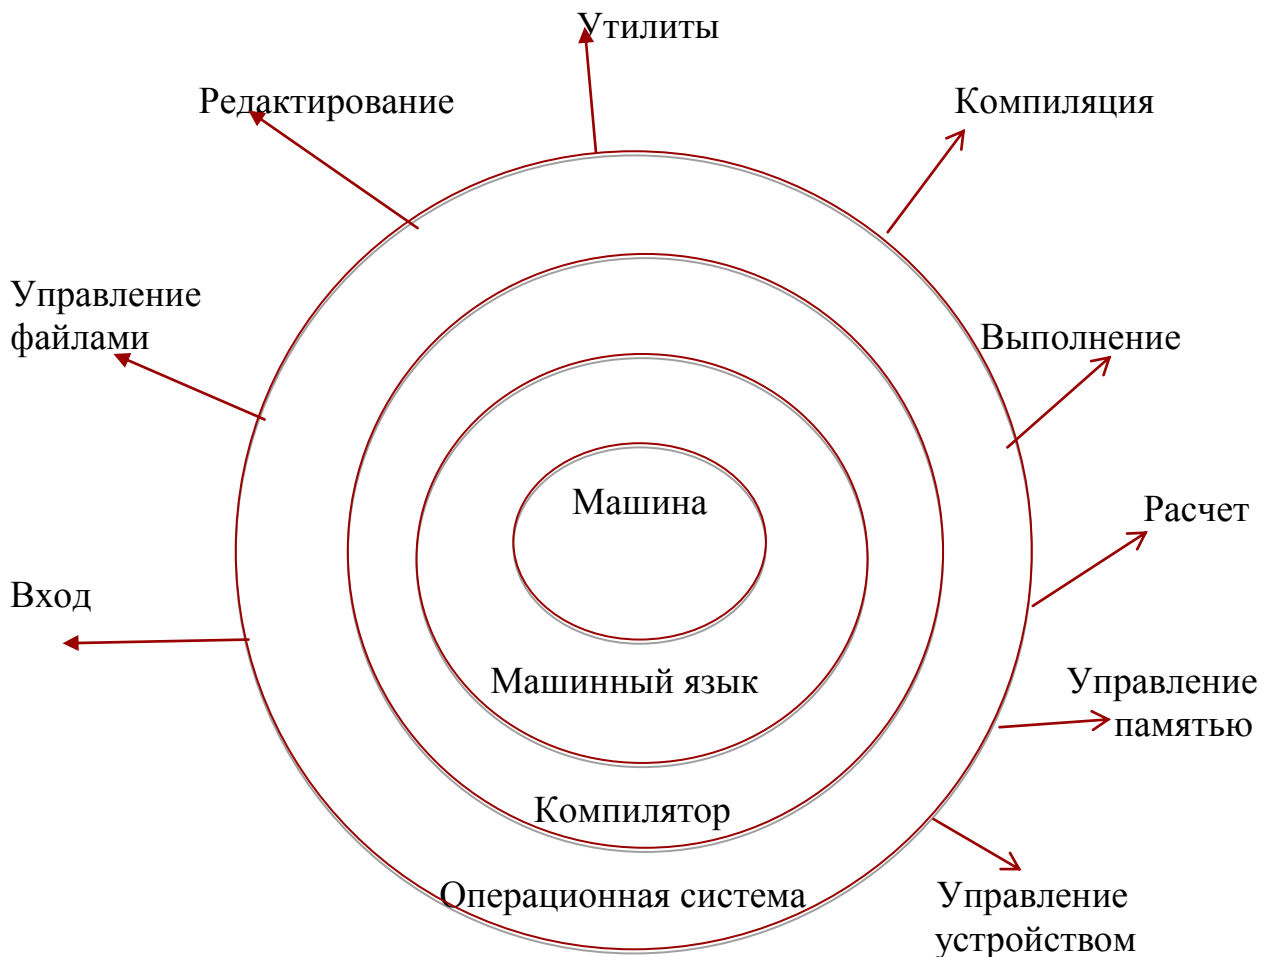 Утилиты
Редактирование
Компиляция
Управление
файлами
Выполнение
Машина
Расчет
Вход
Машинный язык
Управление
памятью
Компилятор
Операционная система
Управление
устройством